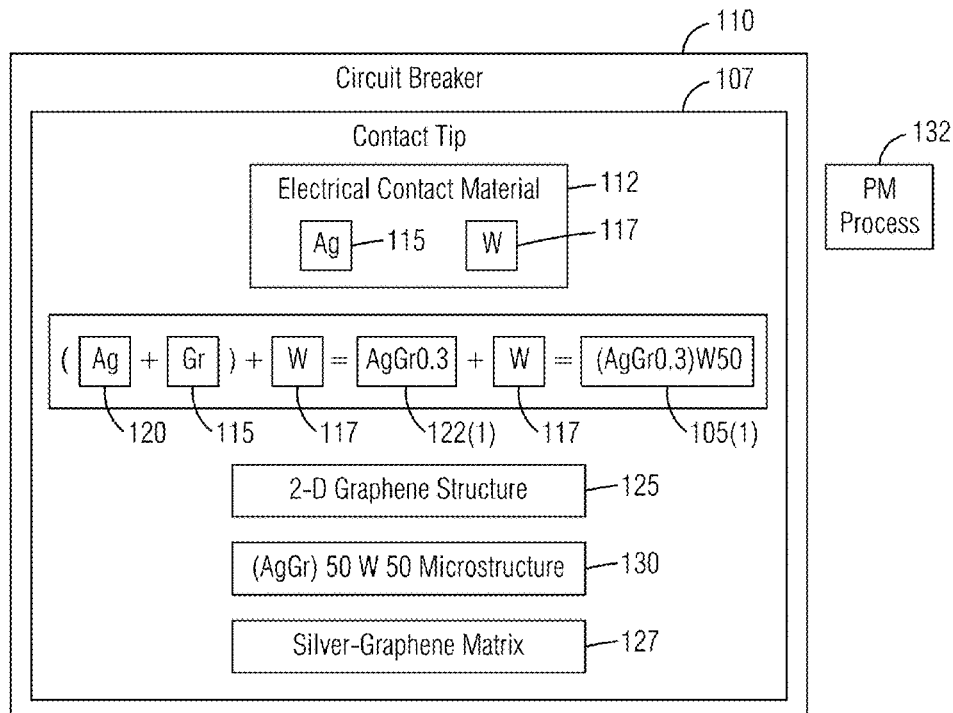 110
Circuit Breaker
107
Contact Tip
132
PM
Process
Electrical Contact Material
112
Ag
115
W
117
( Ag + Gr ) + W = AgGr0.3 + W = (AgGr0.3)W50
120 115 117 122(1) 117 105(1)
2-D Graphene Structure
125
(AgGr) 50 W 50 Microstructure
130
Silver-Graphene Matrix
127